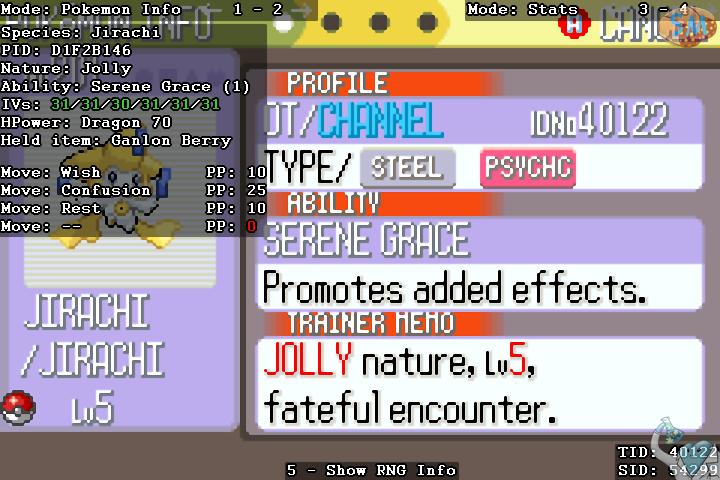 Mode: Pokemon Info 1 - 2
Mode: Stats 3 - 4
Species: Jirachi
PID: D1F2B146
Nature: Jolly
Ability: Serene Grace (1)
IVs: 31/31/30/31/31/31
HPower: Dragon 70
Held item: Ganlon Berry
Move: Wish PP: 10
Move: Confusion PP: 25
Move: Rest PP: 10
Move: -- PP: 0
JIRACHI
/JIRACHI
Lv5
PROFILE
OT/CHANNEL IDNo40122
TYPE/ STEEL PSYCHC
ABILITY
SERENE GRACE
Promotes added effects.
TRAINER MEMO
JOLLY nature, Lv5,
fateful encounter.
5 - Show RNG Info
TID: 40122
SID: 54299